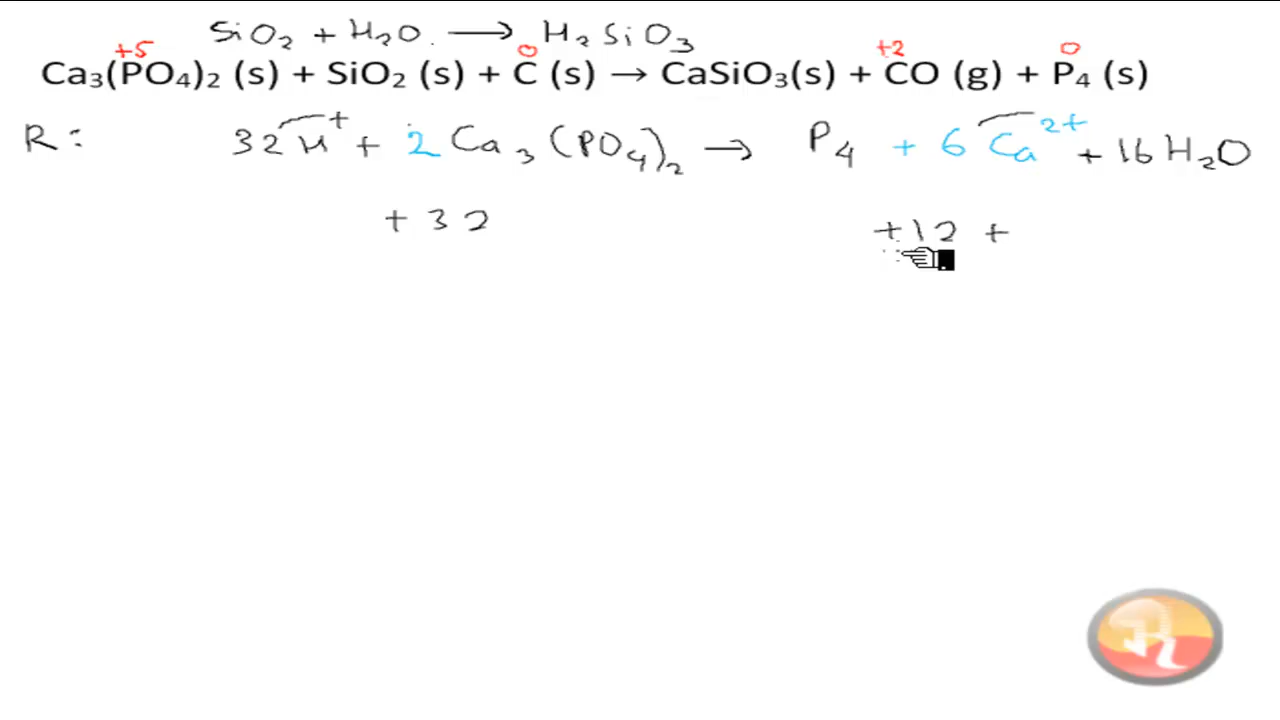 SiO₂ + H₂O. → H₂SiO₃
+5 0 +2 0
Ca₃(PO₄)₂ (s) + SiO₂ (s) + C (s) → CaSiO₃(s) + CO (g) + P₄ (s)
R: 32 H⁺ + 2 Ca₃(PO₄)₂ → P₄ + 6 Ca²⁺ + 16 H₂O
+32 +12 +